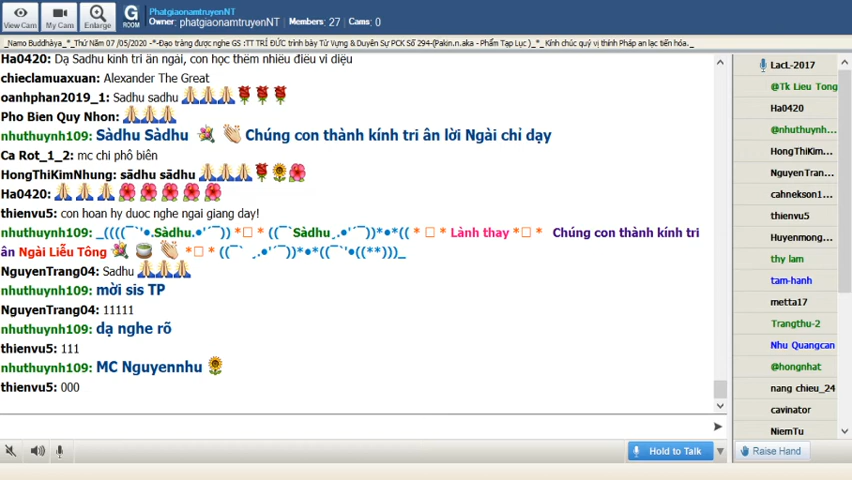 View Cam
My Cam
Enlarge
G ROOM
PhatgiaonamtruyenNT
Owner: phatgiaonamtruyenNT | Members: 27 | Cams: 0
_Namo Buddhàya_*_Thứ Năm 07 /05/2020 -*-Đạo tràng được nghe GS :TT TRÍ ĐỨC trình bày Từ Vựng & Duyên Sự PCK Số 294-(Pakin.n.aka - Phẩm Tạp Lục )_*_Kính chúc quý vị thính Pháp an lạc tiến hóa._
Ha0420: Dạ Sadhu kính tri ân ngài, con học thêm nhiều điều vi diệu
chieclamuaxuan: Alexander The Great
oanhphan2019_1: Sadhu sadhu 🙏🙏🙏🌹🌹
Pho Bien Quy Nhon: 🙏🙏🙏
nhuthuynh109: Sàdhu Sàdhu 💐 👏 Chúng con thành kính tri ân lời Ngài chỉ dạy
Ca Rot_1_2: mc chi phô biên
HongThiKimNhung: sādhu sādhu 🙏🙏🙏🌹🌻🌺
Ha0420: 🙏🙏🙏🌺🌺🌺🌺🌺
thienvu5: con hoan hy duoc nghe ngai giang day!
nhuthuynh109: _((((¯`'•.Sàdhu.•'´¯)) *□ * ((¯`Sàdhu¸.•'´¯))*•*(( * □ * Lành thay *□ * Chúng con thành kính tri
ân Ngài Liễu Tông 💐 👏 *□ * ((¯` ¸.•'´¯))*•*((¯`'•((**)))_
NguyenTrang04: Sadhu 🙏🙏🙏
nhuthuynh109: mời sis TP
NguyenTrang04: 11111
nhuthuynh109: dạ nghe rõ
thienvu5: 111
nhuthuynh109: MC Nguyennhu 🌻
thienvu5: 000
LacL-2017
@Tk Lieu Tong
Ha0420
@nhuthuynh...
HongThiKim...
NguyenTran...
cahnekson1...
thienvu5
Huyenmong...
thy lam
tam-hanh
metta17
Trangthu-2
Nhu Quangcan
@hongnhat
nang chieu_24
cavinator
NiemTu
Hold to Talk
Raise Hand